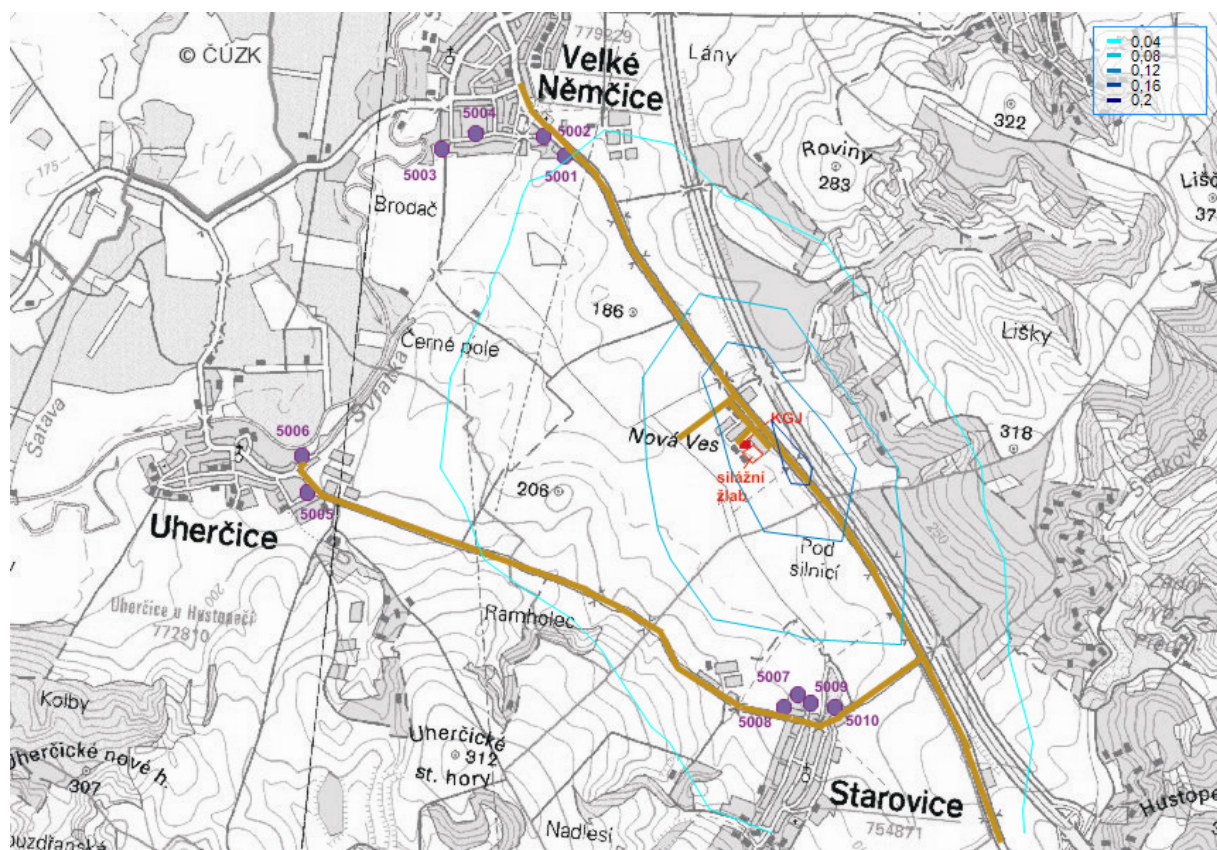 © ČÚZK
779229
Velké
Němčice
Lány
0,04
0,08
0,12
0,16
0,2
322
5004
5002
5003
5001
175
Roviny
283
Brodač
186
Lišky
Černé pole
Svratka
Šatava
KGJ
Nová Ves
silážní
žlab
318
5006
206
5005
Uherčice
Pod
silnicí
200
Uherčice u Hustopečí
772810
Ramholec
Kolby
5007
5009
5008
5010
Uherčické
312
st. hory
Uherčické nové h.
307
Starovice
754871
Nadlesí